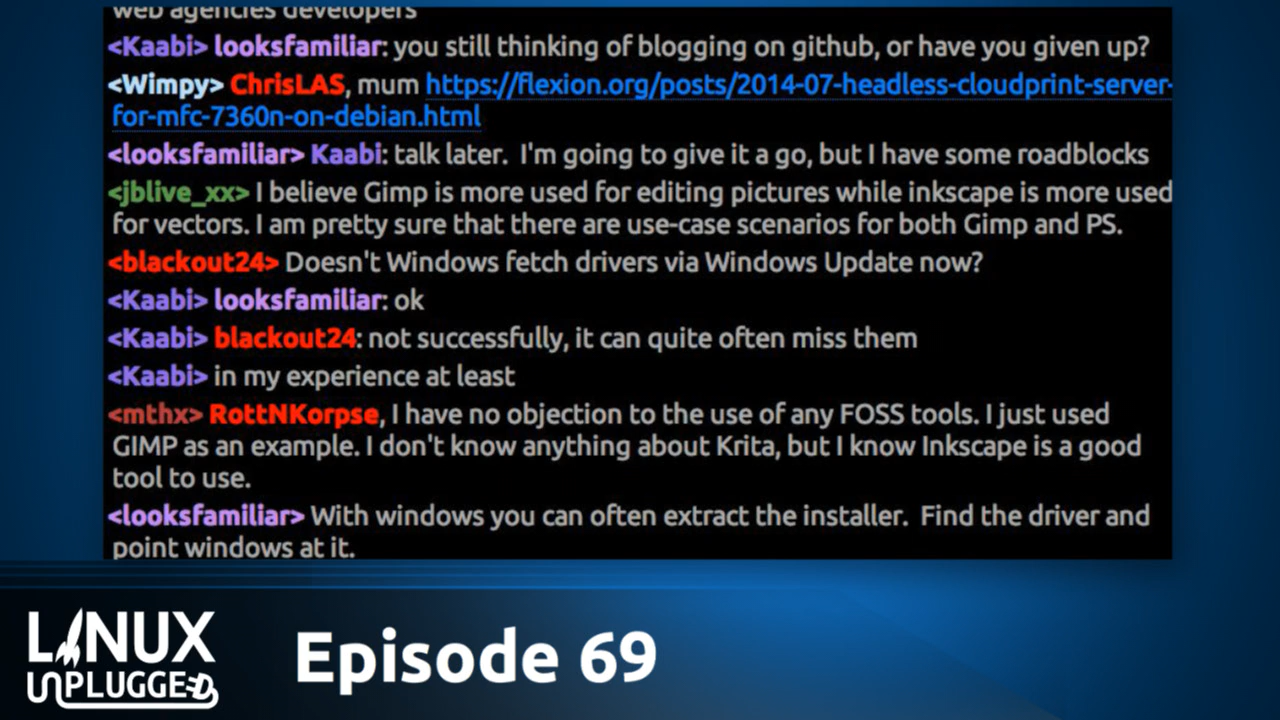 web agencies developers
<Kaabi> looksfamiliar: you still thinking of blogging on github, or have you given up?
<Wimpy> ChrisLAS, mum https://flexion.org/posts/2014-07-headless-cloudprint-server-
for-mfc-7360n-on-debian.html
<looksfamiliar> Kaabi: talk later.  I'm going to give it a go, but I have some roadblocks
<jblive_xx> I believe Gimp is more used for editing pictures while inkscape is more used
for vectors. I am pretty sure that there are use-case scenarios for both Gimp and PS.
<blackout24> Doesn't Windows fetch drivers via Windows Update now?
<Kaabi> looksfamiliar: ok
<Kaabi> blackout24: not successfully, it can quite often miss them
<Kaabi> in my experience at least
<mthx> RottNKorpse, I have no objection to the use of any FOSS tools. I just used
GIMP as an example. I don't know anything about Krita, but I know Inkscape is a good
tool to use.
<looksfamiliar> With windows you can often extract the installer.  Find the driver and
point windows at it.
LINUX
UNPLUGGED
Episode 69